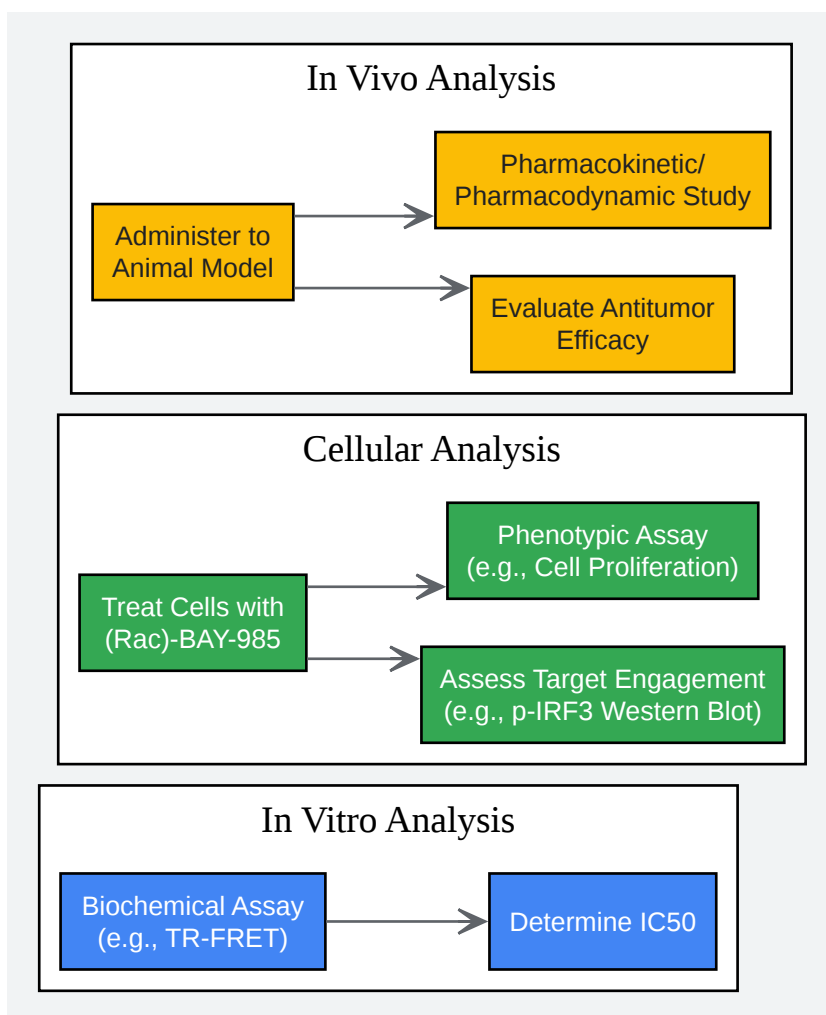 In Vivo Analysis
Pharmacokinetic/
Pharmacodynamic Study
Administer to
Animal Model
Evaluate Antitumor
Efficacy
Cellular Analysis
Phenotypic Assay
(e.g., Cell Proliferation)
Treat Cells with
(Rac)-BAY-985
Assess Target Engagement
(e.g., p-IRF3 Western Blot)
In Vitro Analysis
Biochemical Assay
(e.g., TR-FRET)
Determine IC50